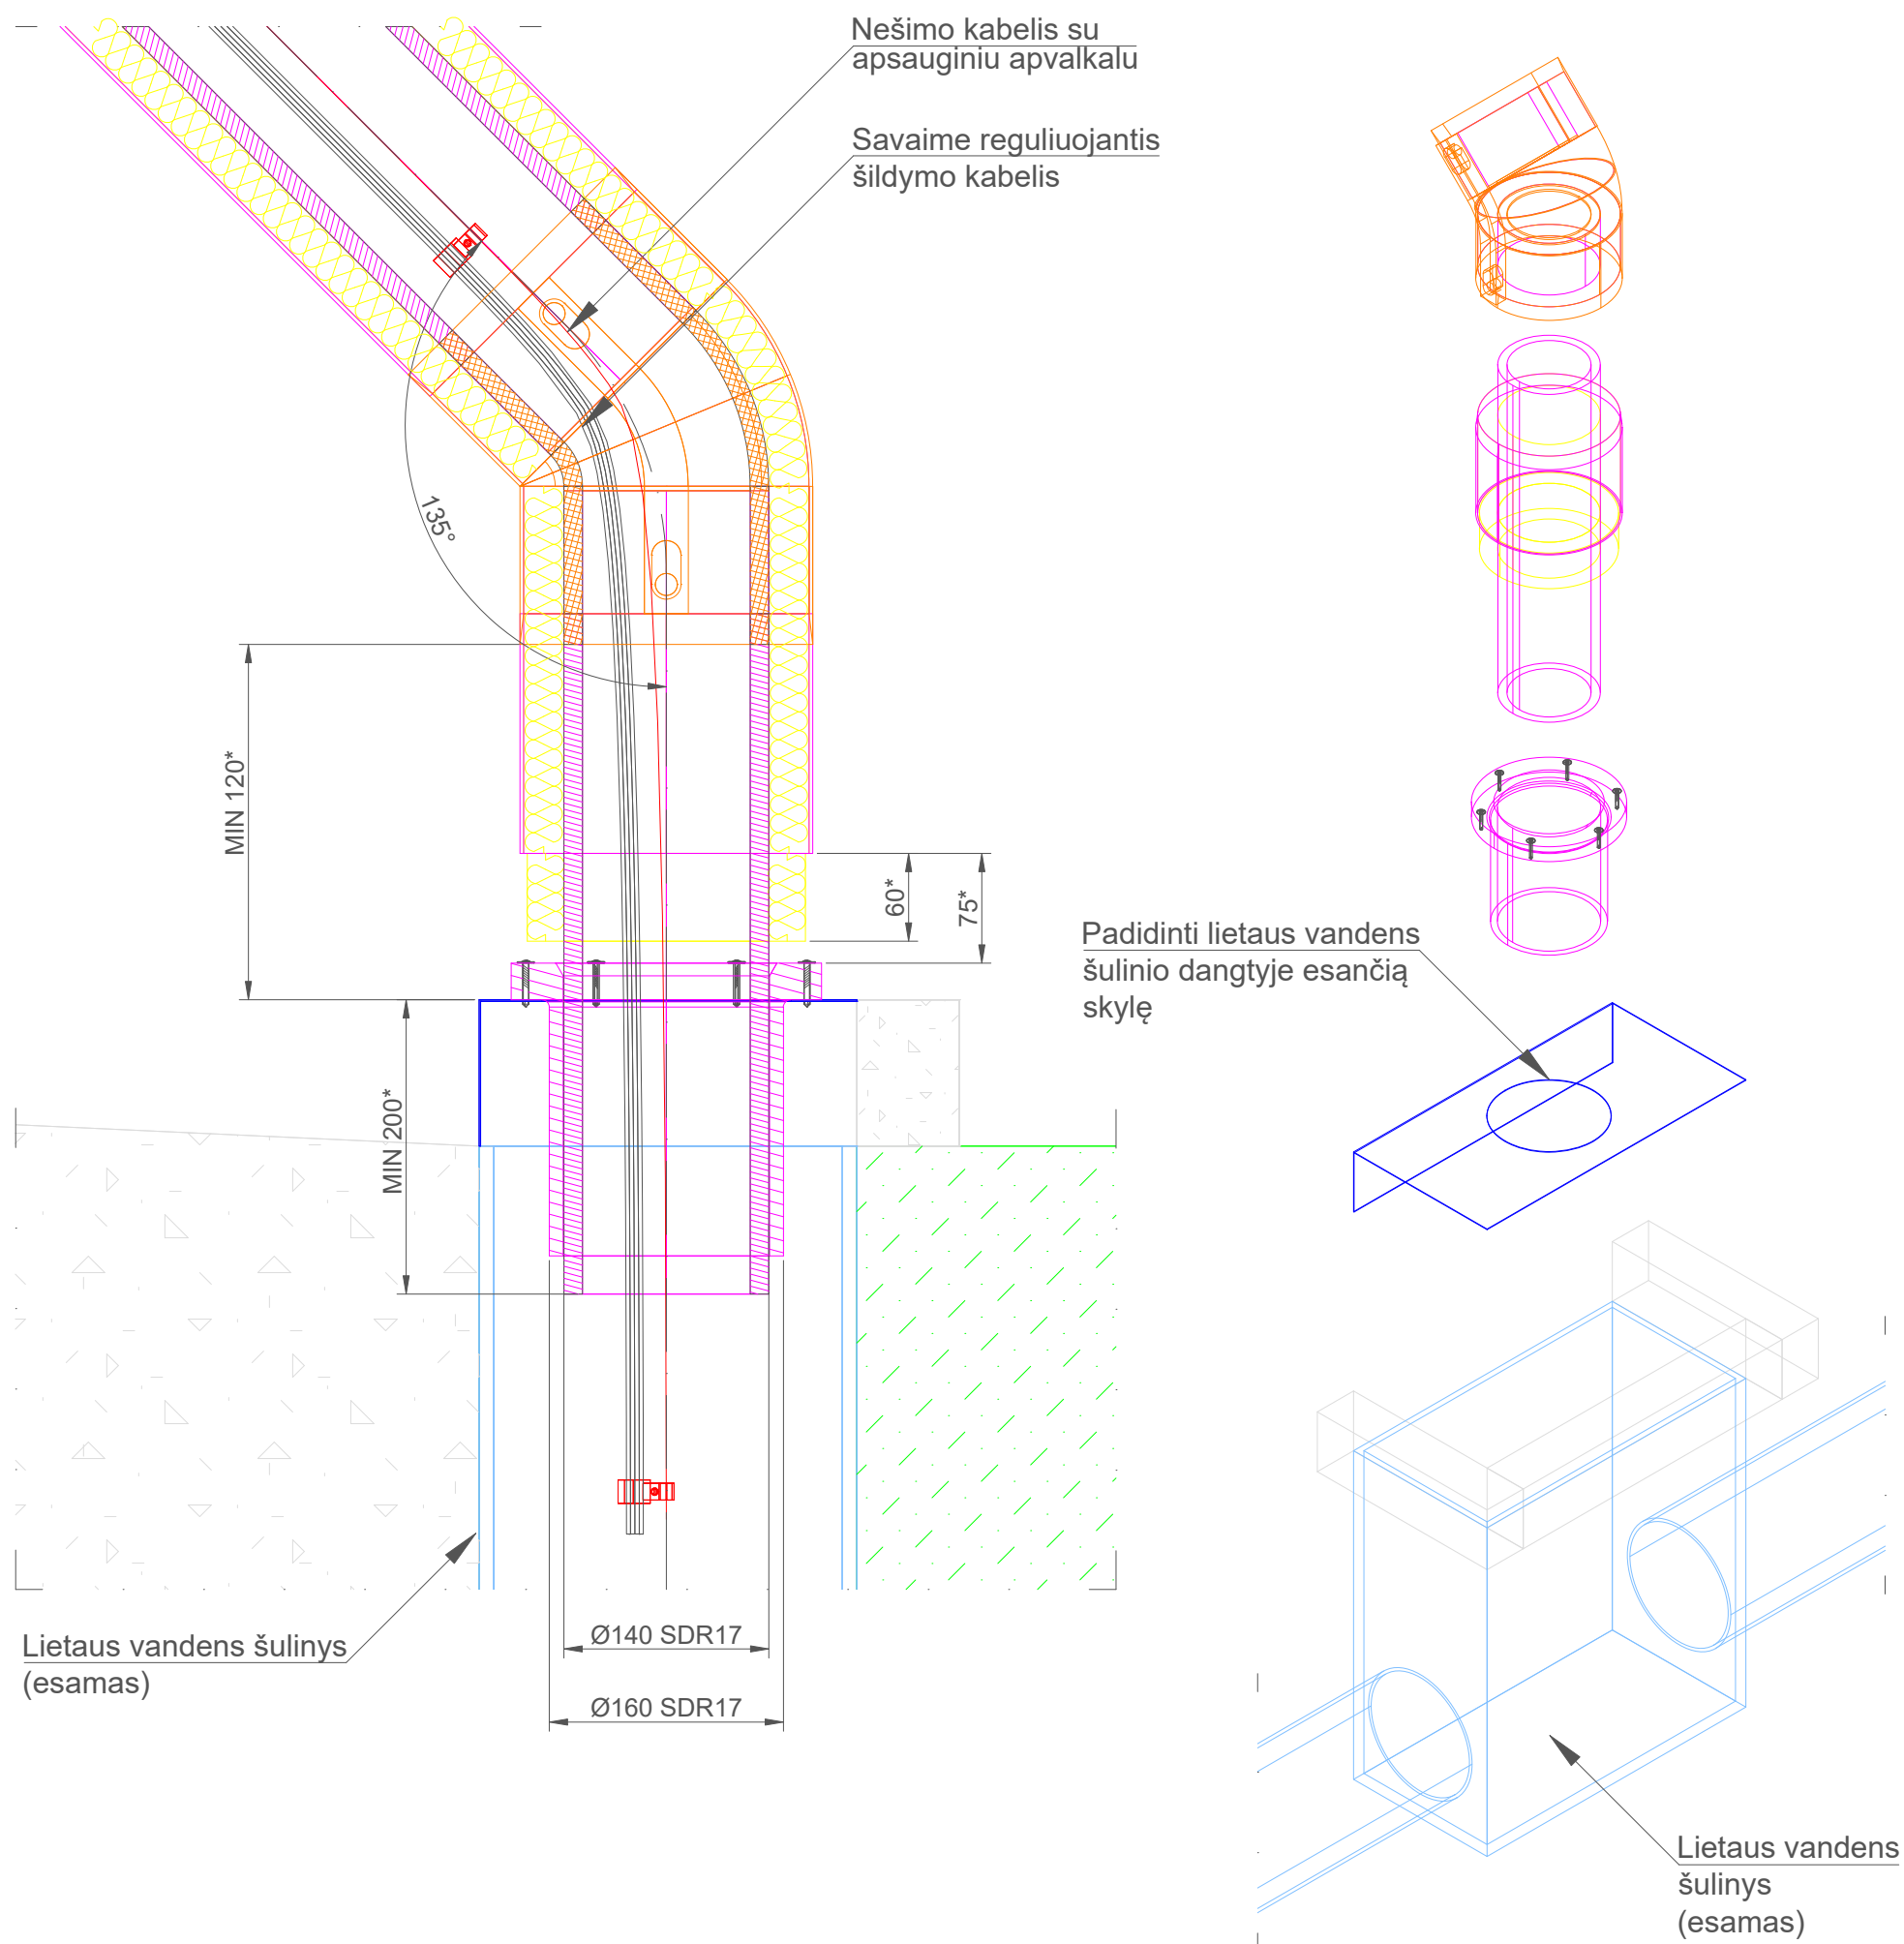 Nešimo kabelis su
apsauginiu apvalkalu
Savaime reguliuojantis
šildymo kabelis
135°
MIN 120*
60*
75*
Padidinti lietaus vandens
šulinio dangtyje esančią
skylę
MIN 200*
Lietaus vandens šulinys
(esamas)
Ø140 SDR17
Ø160 SDR17
Lietaus vandens
šulinys
(esamas)